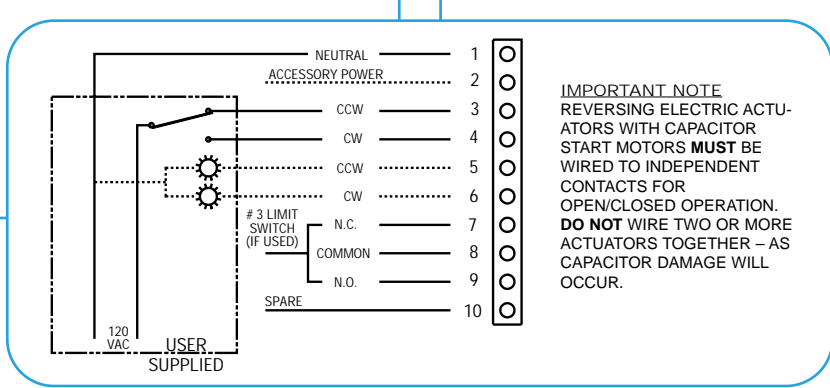 NEUTRAL 1
ACCESSORY POWER 2
CCW 3
CW 4
CCW 5
CW 6
# 3 LIMIT
SWITCH
(IF USED)
N.C. 7
COMMON 8
N.O. 9
SPARE 10
120
VAC
USER
SUPPLIED
IMPORTANT NOTE
REVERSING ELECTRIC ACTU-
ATORS WITH CAPACITOR
START MOTORS MUST BE
WIRED TO INDEPENDENT
CONTACTS FOR
OPEN/CLOSED OPERATION.
DO NOT WIRE TWO OR MORE
ACTUATORS TOGETHER – AS
CAPACITOR DAMAGE WILL
OCCUR.